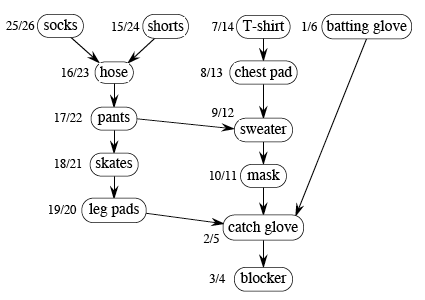 25/26 socks 15/24 shorts 7/14 T-shirt 1/6 batting glove
16/23 hose 8/13 chest pad
17/22 pants 9/12 sweater
18/21 skates 10/11 mask
19/20 leg pads 2/5 catch glove
3/4 blocker